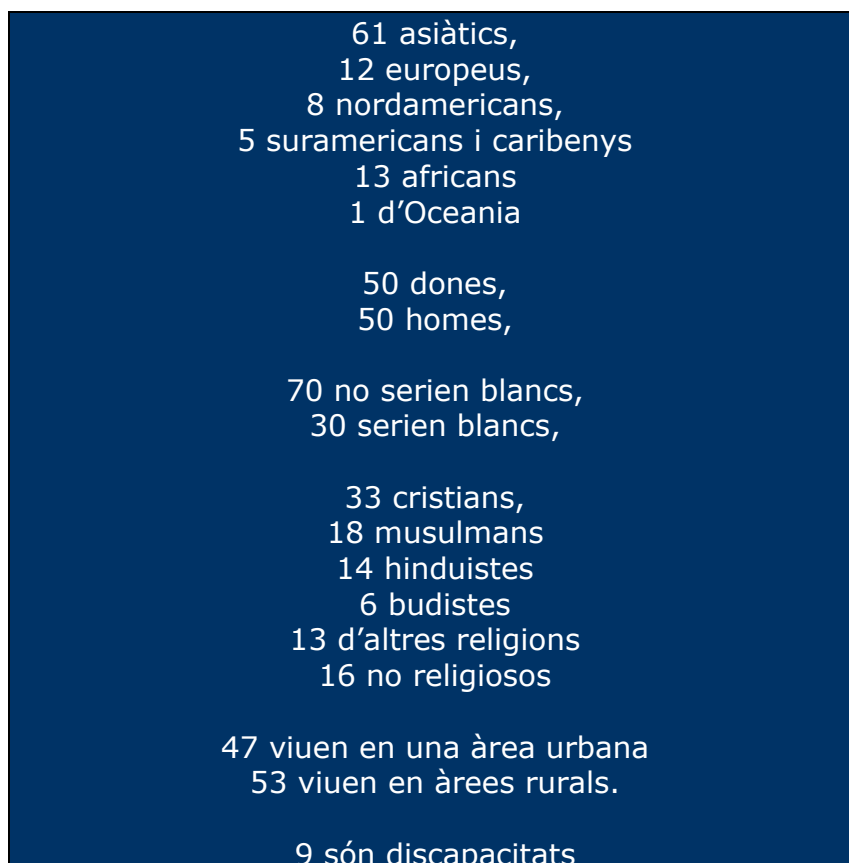 61 asiàtics,
12 europeus,
8 nordamericans,
5 suramericans i caribenys
13 africans
1 d’Oceania
50 dones,
50 homes,
70 no serien blancs,
30 serien blancs,
33 cristians,
18 musulmans
14 hinduistes
6 budistes
13 d’altres religions
16 no religiosos
47 viuen en una àrea urbana
53 viuen en àrees rurals.
9 són discapacitats